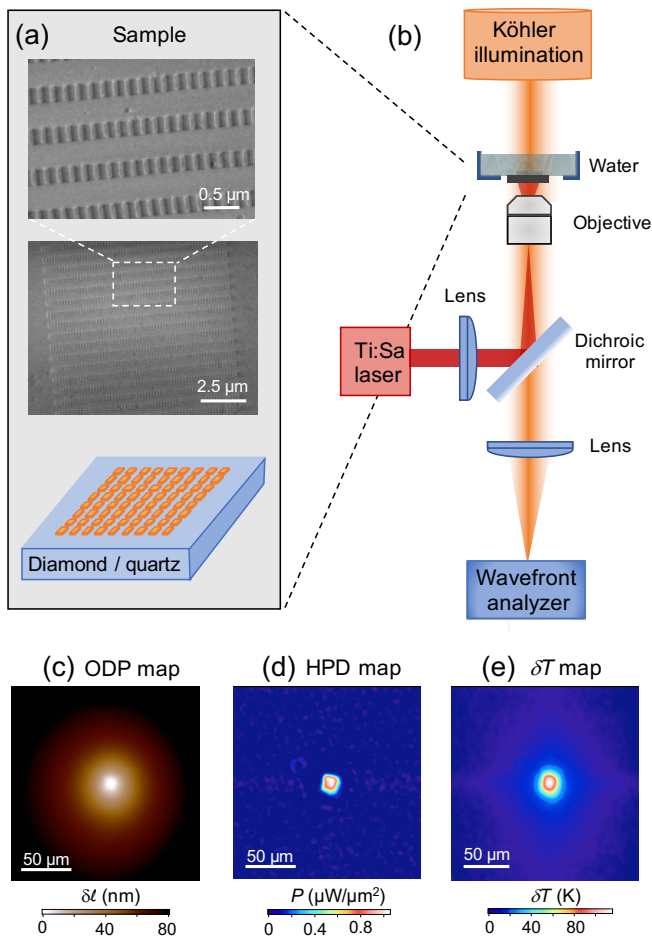 (a)
Sample
0.5 μm
2.5 μm
Diamond / quartz
(b)
Köhler
illumination
Water
Objective
Lens
Ti:Sa
laser
Dichroic
mirror
Lens
Wavefront
analyzer
(c) ODP map
50 μm
δℓ (nm)
0 40 80
(d) HPD map
50 μm
P (μW/μm²)
0 0.4 0.8
(e) δT map
50 μm
δT (K)
0 40 80